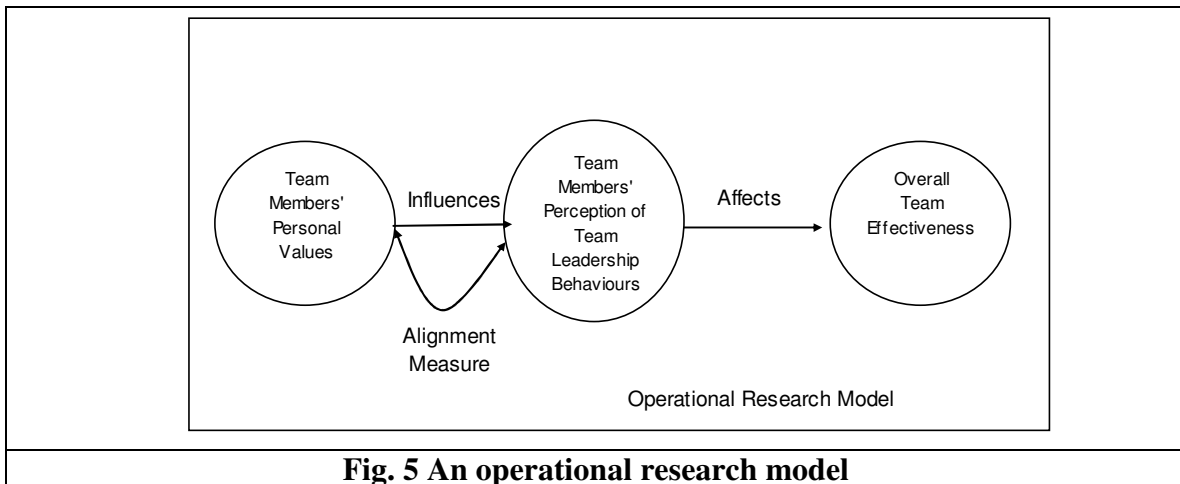 Team
Members'
Personal
Values
Influences
Team
Members'
Perception of
Team
Leadership
Behaviours
Affects
Overall
Team
Effectiveness
Alignment
Measure
Operational Research Model
Fig. 5 An operational research model